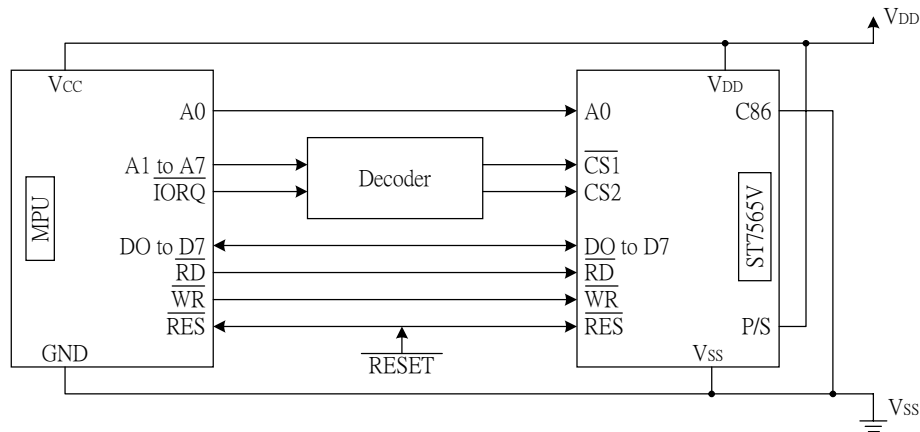 VDD
VCC
VDD
A0
A0
C86
A1 to A7
IORQ
Decoder
CS1
CS2
MPU
ST7565V
DO to D7
DO to D7
RD
RD
WR
WR
RES
RES
P/S
GND
RESET
VSS
VSS